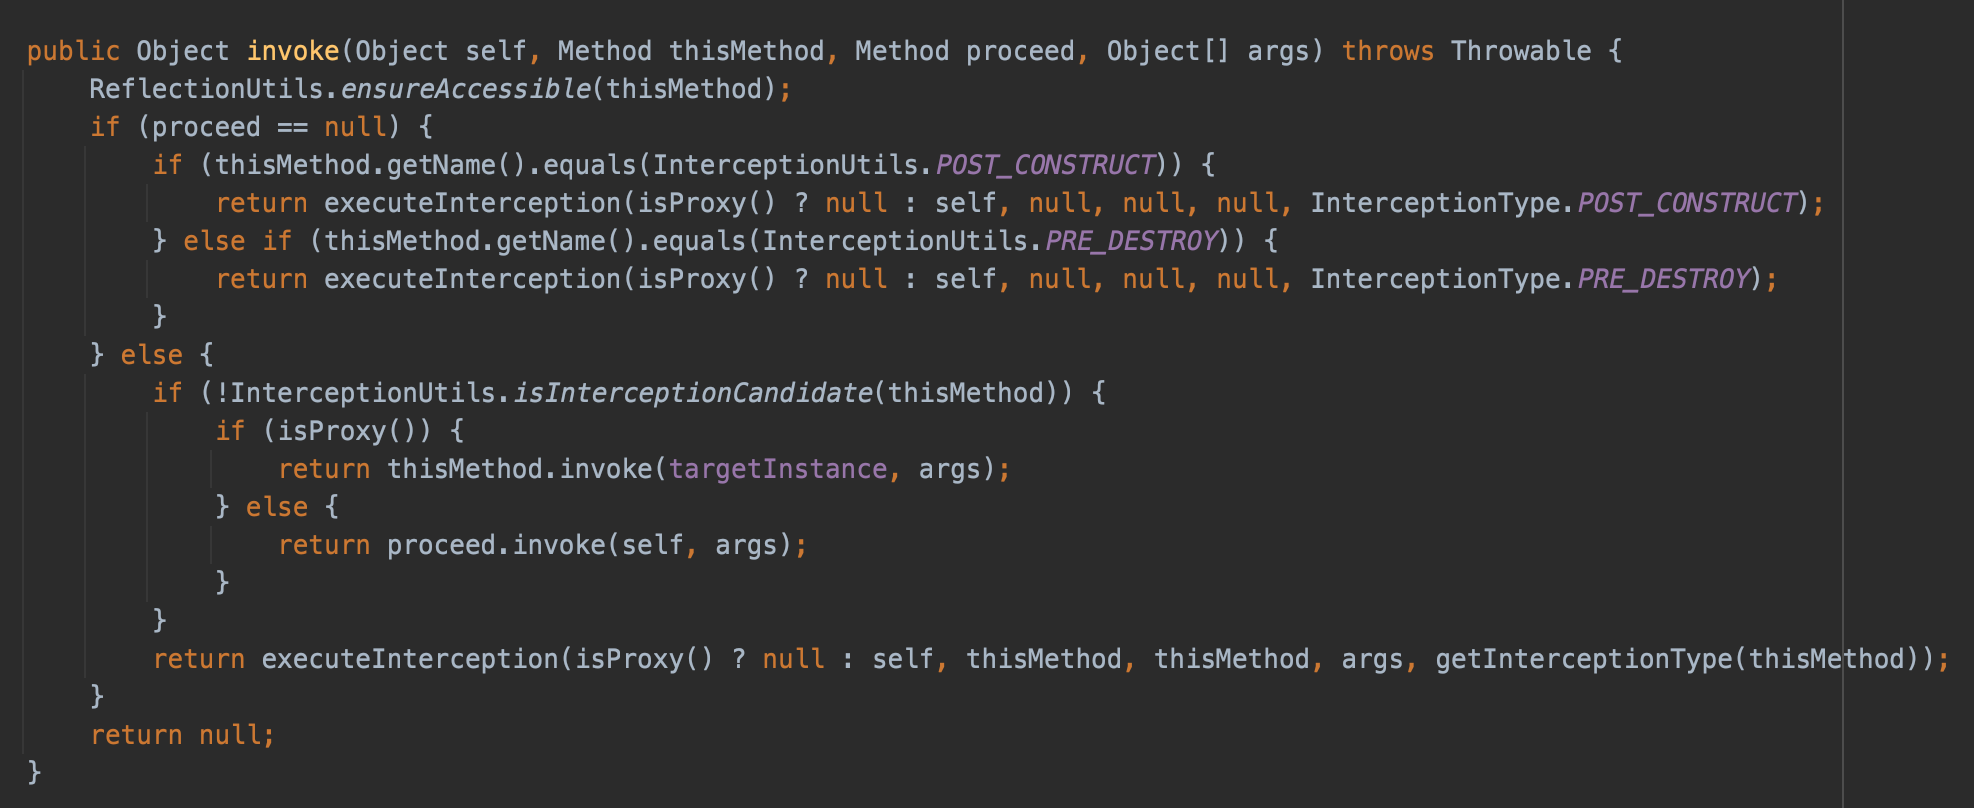 public Object invoke(Object self, Method thisMethod, Method proceed, Object[] args) throws Throwable {
    ReflectionUtils.ensureAccessible(thisMethod);
    if (proceed == null) {
        if (thisMethod.getName().equals(InterceptionUtils.POST_CONSTRUCT)) {
            return executeInterception(isProxy() ? null : self, null, null, null, InterceptionType.POST_CONSTRUCT);
        } else if (thisMethod.getName().equals(InterceptionUtils.PRE_DESTROY)) {
            return executeInterception(isProxy() ? null : self, null, null, null, InterceptionType.PRE_DESTROY);
        }
    } else {
        if (!InterceptionUtils.isInterceptionCandidate(thisMethod)) {
            if (isProxy()) {
                return thisMethod.invoke(targetInstance, args);
            } else {
                return proceed.invoke(self, args);
            }
        }
        return executeInterception(isProxy() ? null : self, thisMethod, thisMethod, args, getInterceptionType(thisMethod));
    }
    return null;
}